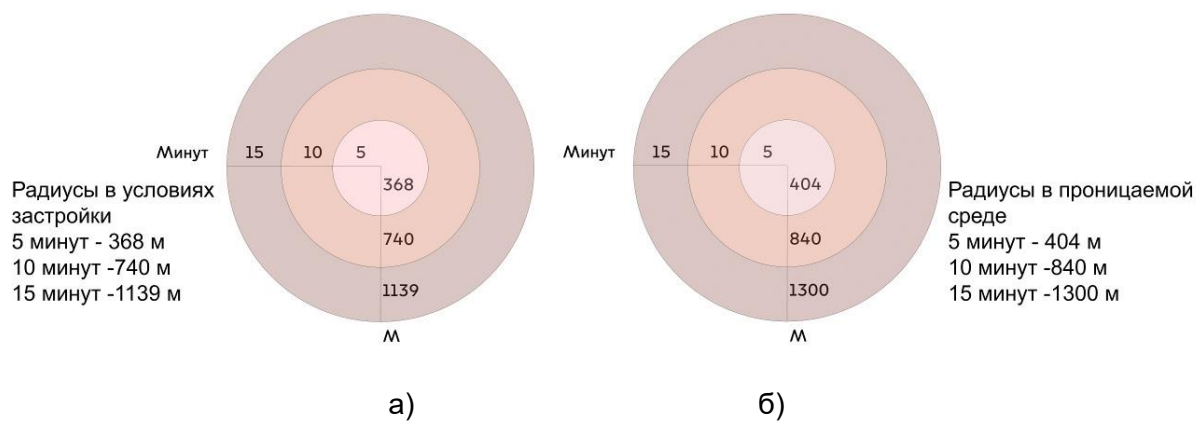 Минут 15 10 5
368
740
1139
м
Радиусы в условиях
застройки
5 минут - 368 м
10 минут -740 м
15 минут -1139 м
а)
Минут 15 10 5
404
840
1300
м
Радиусы в проницаемой
среде
5 минут - 404 м
10 минут -840 м
15 минут -1300 м
б)